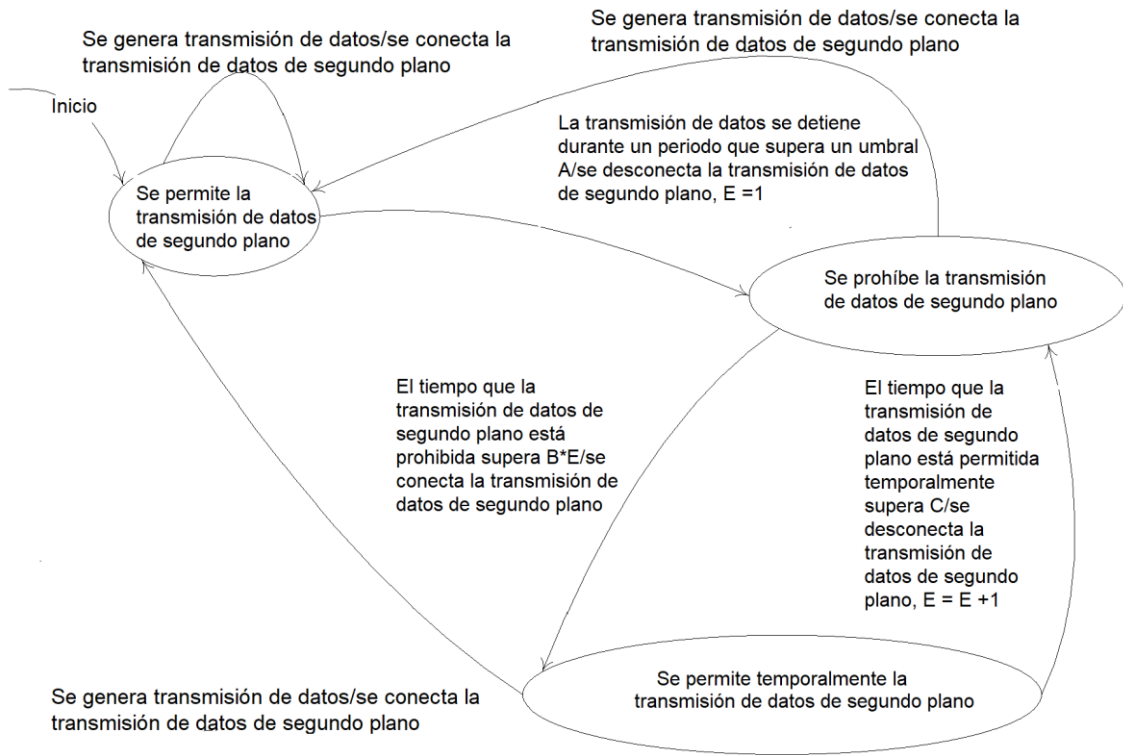 Se genera transmisión de datos/se conecta la
transmisión de datos de segundo plano
Se genera transmisión de datos/se conecta la
transmisión de datos de segundo plano
Inicio
La transmisión de datos se detiene
durante un periodo que supera un umbral
A/se desconecta la transmisión de datos
de segundo plano, E =1
Se permite la
transmisión de datos
de segundo plano
Se prohíbe la transmisión
de datos de segundo plano
El tiempo que la
transmisión de datos de
segundo plano está
prohibida supera B*E/se
conecta la transmisión de
datos de segundo plano
El tiempo que la
transmisión de
datos de segundo
plano está permitida
temporalmente
supera C/se
desconecta la
transmisión de
datos de segundo
plano, E = E +1
Se permite temporalmente la
transmisión de datos de segundo plano
Se genera transmisión de datos/se conecta la
transmisión de datos de segundo plano